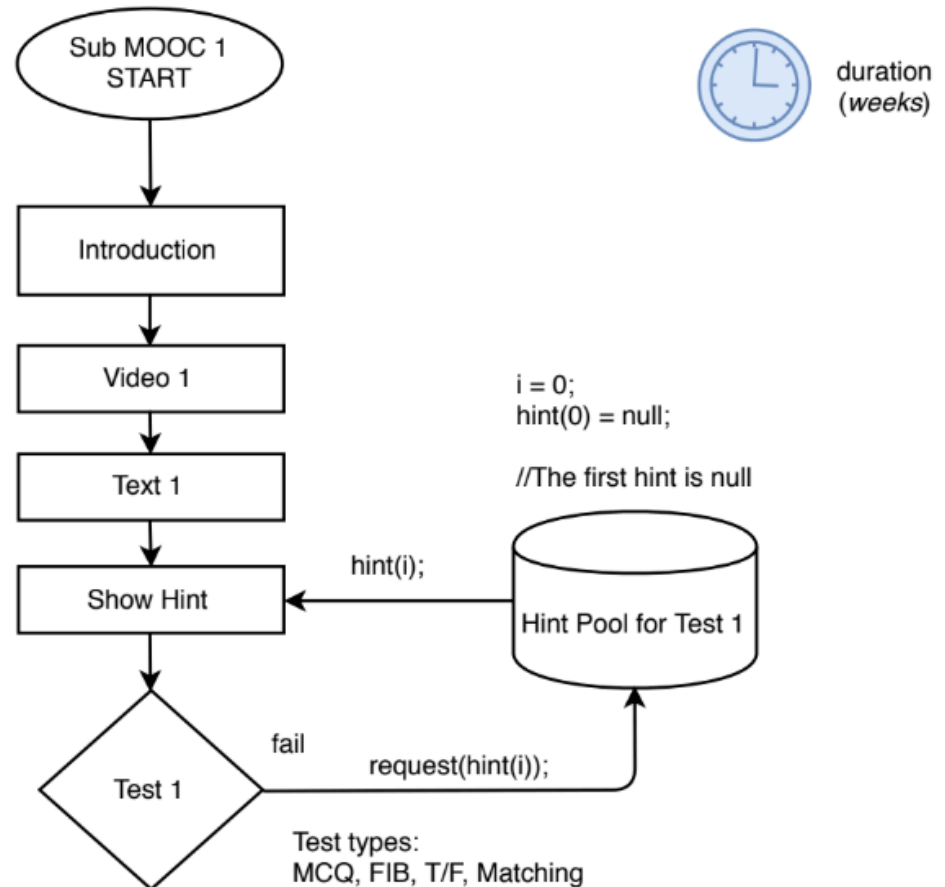 Sub MOOC 1
START
duration
(weeks)
Introduction
Video 1
i = 0;
hint(0) = null;
Text 1
//The first hint is null
hint(i);
Show Hint
Hint Pool for Test 1
fail
request(hint(i));
Test 1
Test types:
MCQ, FIB, T/F, Matching